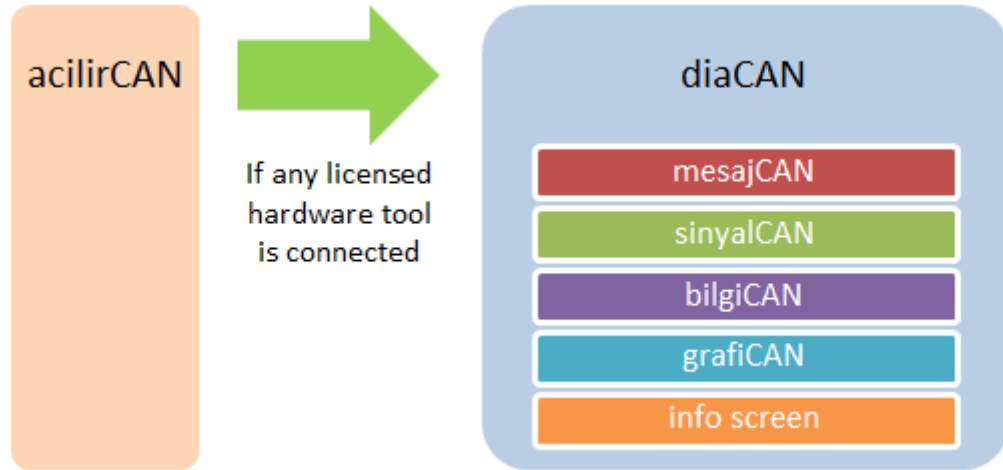 acilirCAN
If any licensed
hardware tool
is connected
diaCAN
mesajCAN
sinyalCAN
bilgiCAN
grafiCAN
info screen